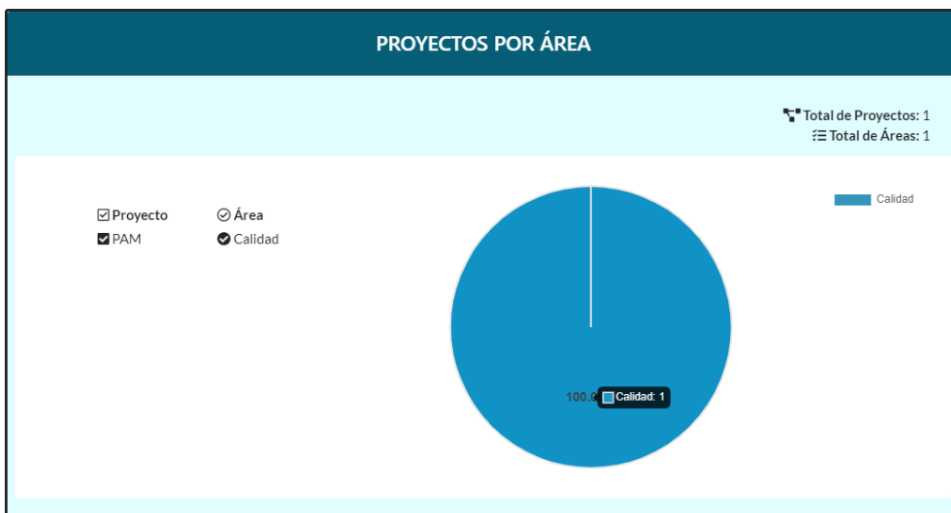 PROYECTOS POR ÁREA
Total de Proyectos: 1
Total de Áreas: 1
Proyecto Área
PAM Calidad
Calidad
Calidad: 1